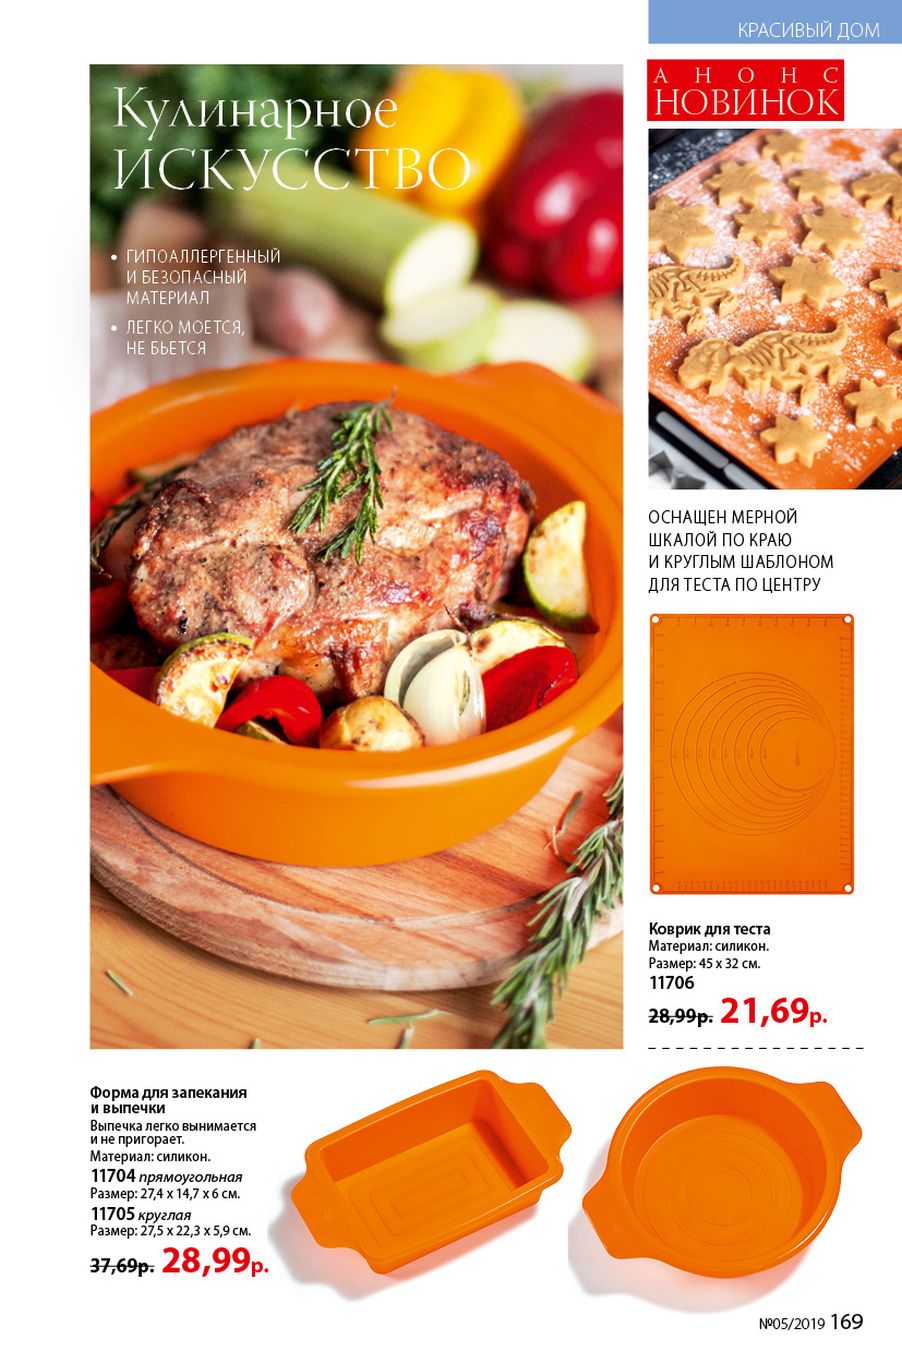 КРАСИВЫЙ ДОМ
АНОНС
НОВИНОК
Кулинарное
ИСКУССТВО
• ГИПОАЛЛЕРГЕННЫЙ
И БЕЗОПАСНЫЙ
МАТЕРИАЛ
• ЛЕГКО МОЕТСЯ,
НЕ БЬЕТСЯ
ОСНАЩЕН МЕРНОЙ
ШКАЛОЙ ПО КРАЮ
И КРУГЛЫМ ШАБЛОНОМ
ДЛЯ ТЕСТА ПО ЦЕНТРУ
Коврик для теста
Материал: силикон.
Размер: 45 х 32 см.
11706
28,99р. 21,69р.
Форма для запекания
и выпечки
Выпечка легко вынимается
и не пригорает.
Материал: силикон.
11704 прямоугольная
Размер: 27,4 х 14,7 х 6 см.
11705 круглая
Размер: 27,5 х 22,3 х 5,9 см.
37,69р. 28,99р.
№05/2019 169